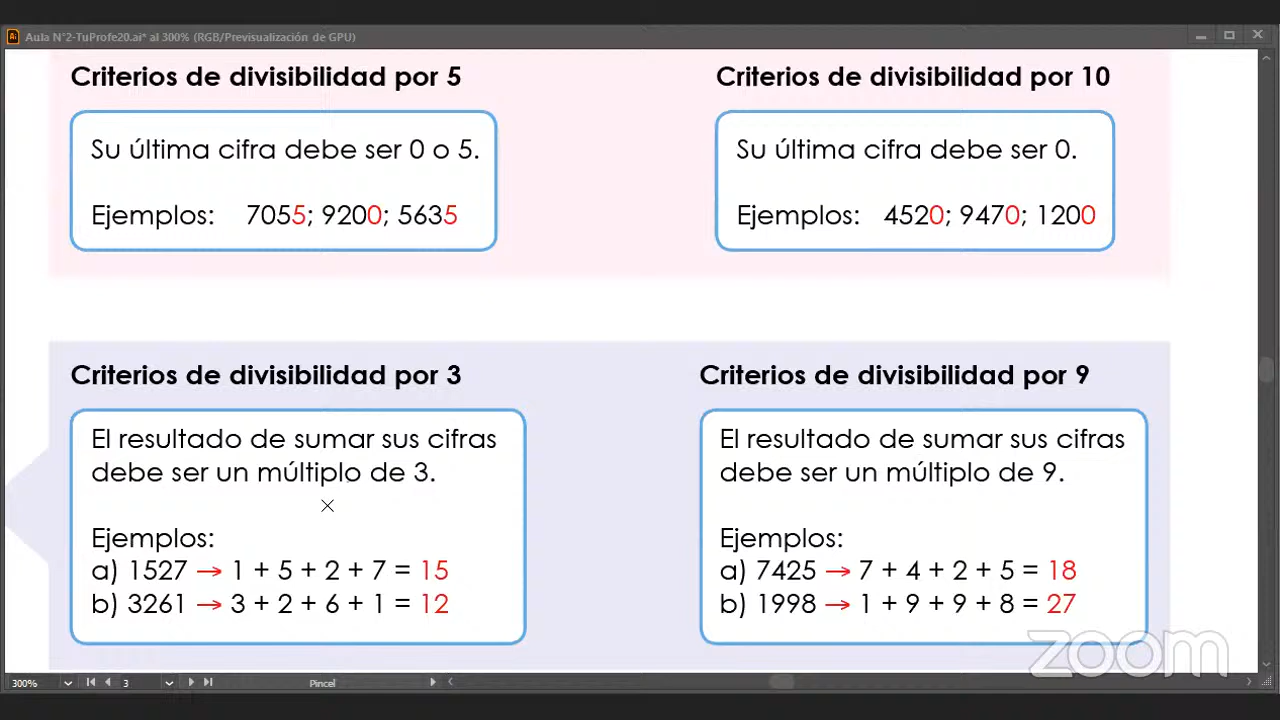 Aula N°2-TuProfe20.ai* al 300% (RGB/Previsualización de GPU)
Criterios de divisibilidad por 5
Su última cifra debe ser 0 o 5.
Ejemplos: 7055; 9200; 5635
Criterios de divisibilidad por 10
Su última cifra debe ser 0.
Ejemplos: 4520; 9470; 1200
Criterios de divisibilidad por 3
El resultado de sumar sus cifras
debe ser un múltiplo de 3.
Ejemplos:
a) 1527 → 1 + 5 + 2 + 7 = 15
b) 3261 → 3 + 2 + 6 + 1 = 12
Criterios de divisibilidad por 9
El resultado de sumar sus cifras
debe ser un múltiplo de 9.
Ejemplos:
a) 7425 → 7 + 4 + 2 + 5 = 18
b) 1998 → 1 + 9 + 9 + 8 = 27
zoom
300% 3 Pincel